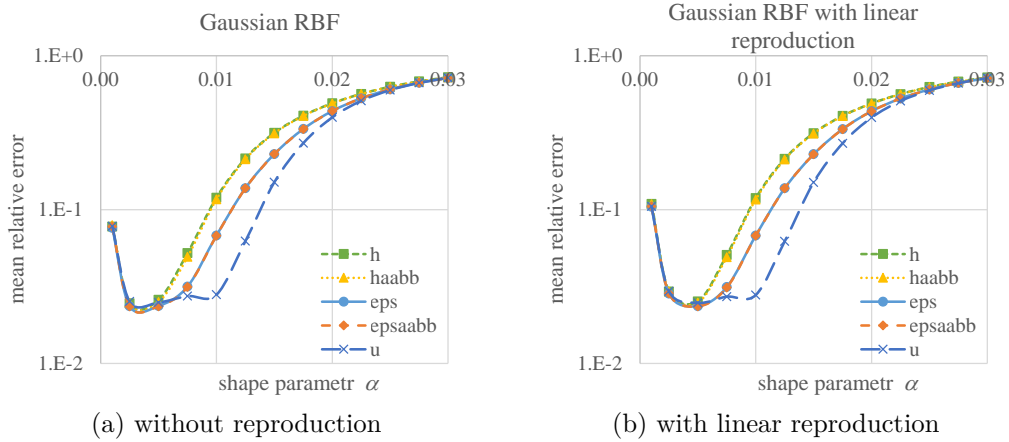 Gaussian RBF
1.E+0
0.00
0.01
0.02
0.03
1.E-1
1.E-2
mean relative error
h
haabb
eps
epsaabb
u
shape parametr α
(a) without reproduction
Gaussian RBF with linear
reproduction
1.E+0
0.00
0.01
0.02
0.03
1.E-1
1.E-2
mean relative error
h
haabb
eps
epsaabb
u
shape parametr α
(b) with linear reproduction